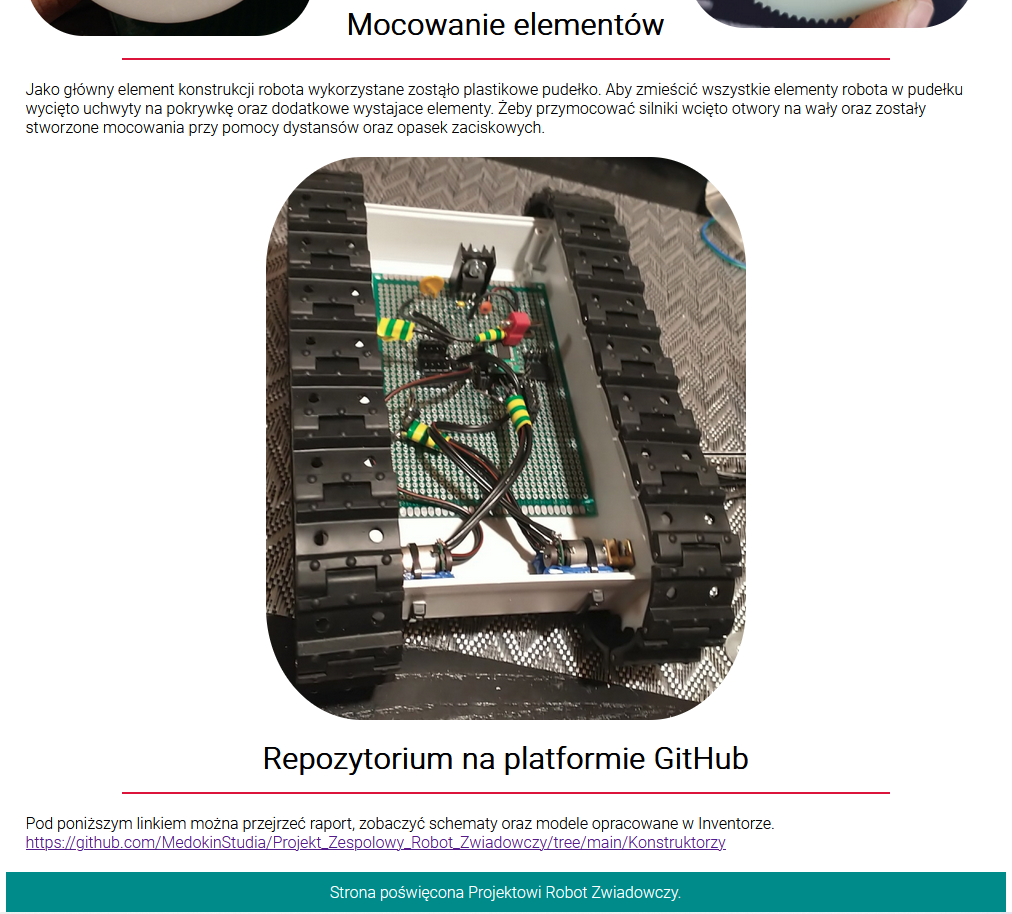 Mocowanie elementów
Jako główny element konstrukcji robota wykorzystane zostąło plastikowe pudełko. Aby zmieścić wszystkie elementy robota w pudełku
wycięto uchwyty na pokrywkę oraz dodatkowe wystajace elementy. Żeby przymocować silniki wcięto otwory na wały oraz zostały
stworzone mocowania przy pomocy dystansów oraz opasek zaciskowych.
Repozytorium na platformie GitHub
Pod poniższym linkiem można przejrzeć raport, zobaczyć schematy oraz modele opracowane w Inventorze.
https://github.com/MedokinStudia/Projekt_Zespolowy_Robot_Zwiadowczy/tree/main/Konstruktorzy
Strona poświęcona Projektowi Robot Zwiadowczy.